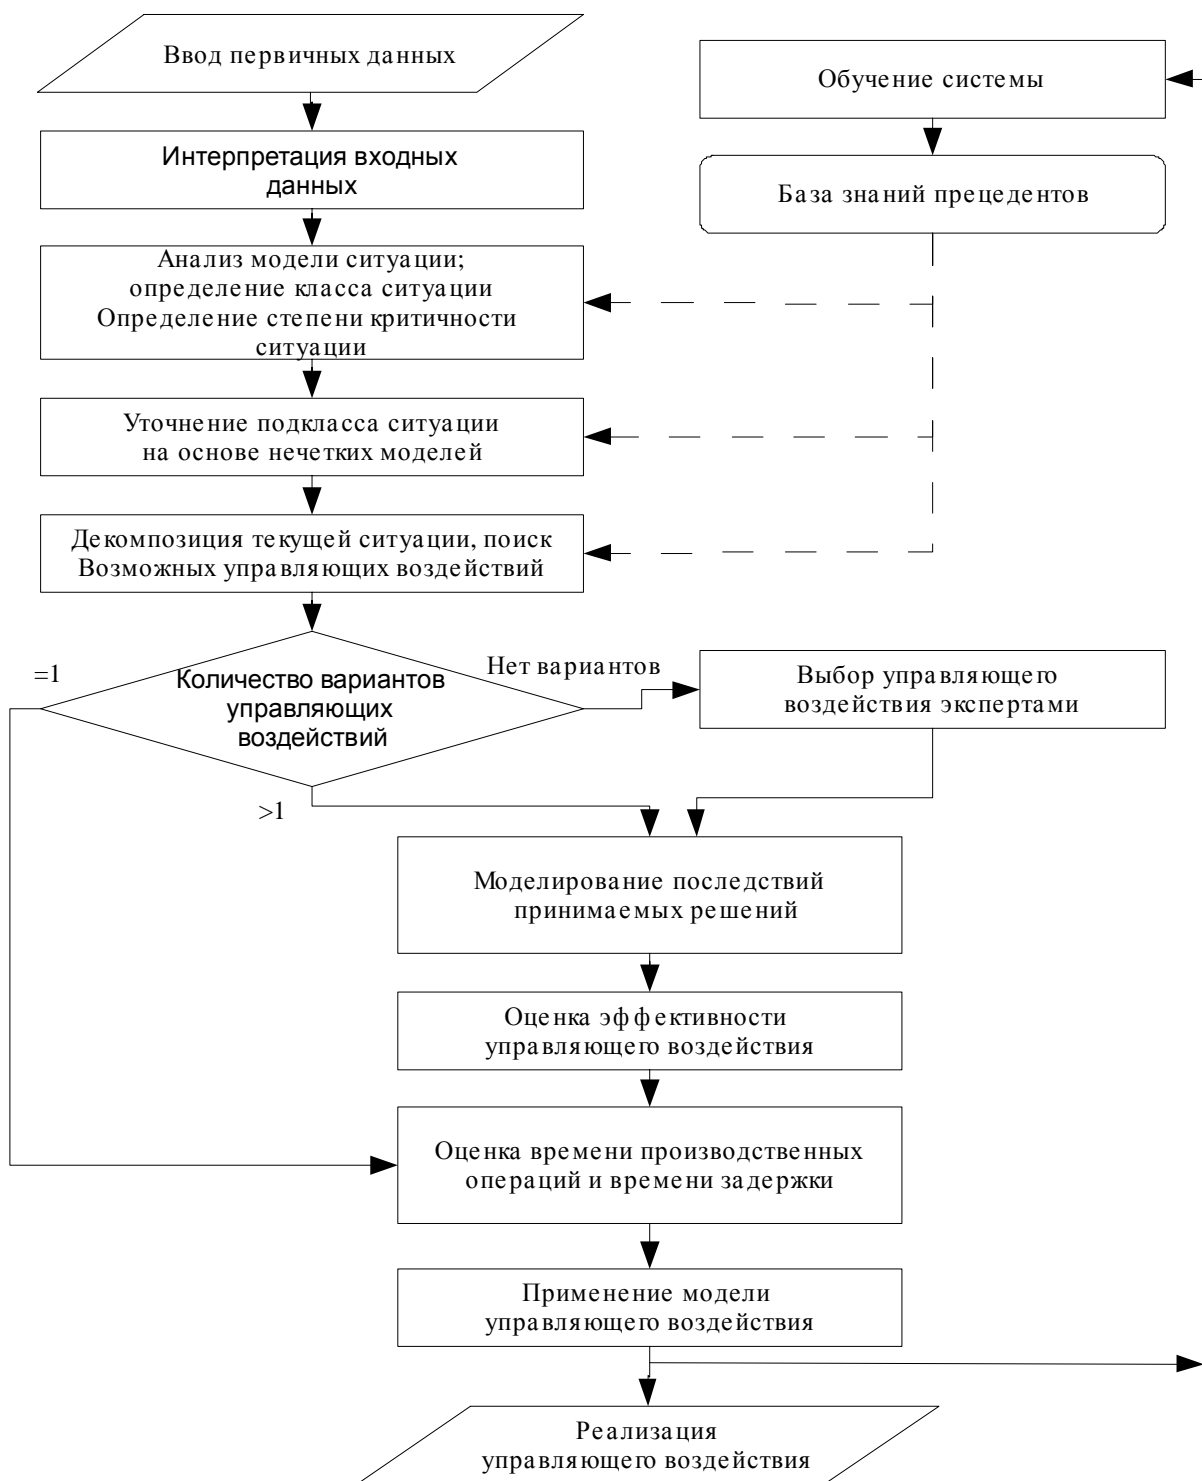 Ввод первичных данных
Обучение системы
Интерпретация входных
данных
База знаний прецедентов
Анализ модели ситуации;
определение класса ситуации
Определение степени критичности
ситуации
Уточнение подкласса ситуации
на основе нечетких моделей
Декомпозиция текущей ситуации, поиск
Возможных управляющих воздействий
=1
Количество вариантов
управляющих
воздействий
Нет вариантов
Выбор управляющего
воздействия экспертами
>1
Моделирование последствий
принимаемых решений
Оценка эффективности
управляющего воздействия
Оценка времени производственных
операций и времени задержки
Применение модели
управляющего воздействия
Реализация
управляющего воздействия